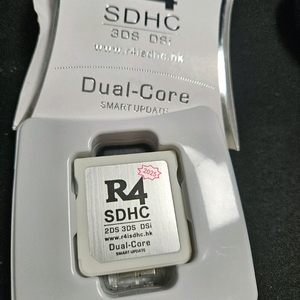 R4
SDHC
3DS DSi
www.r4isdhc.hk
Dual-Core
SMART UPDATE
2025
R4
SDHC
2DS 3DS DSi
www.r4isdhc.hk
Dual-Core
SMART UPDATE